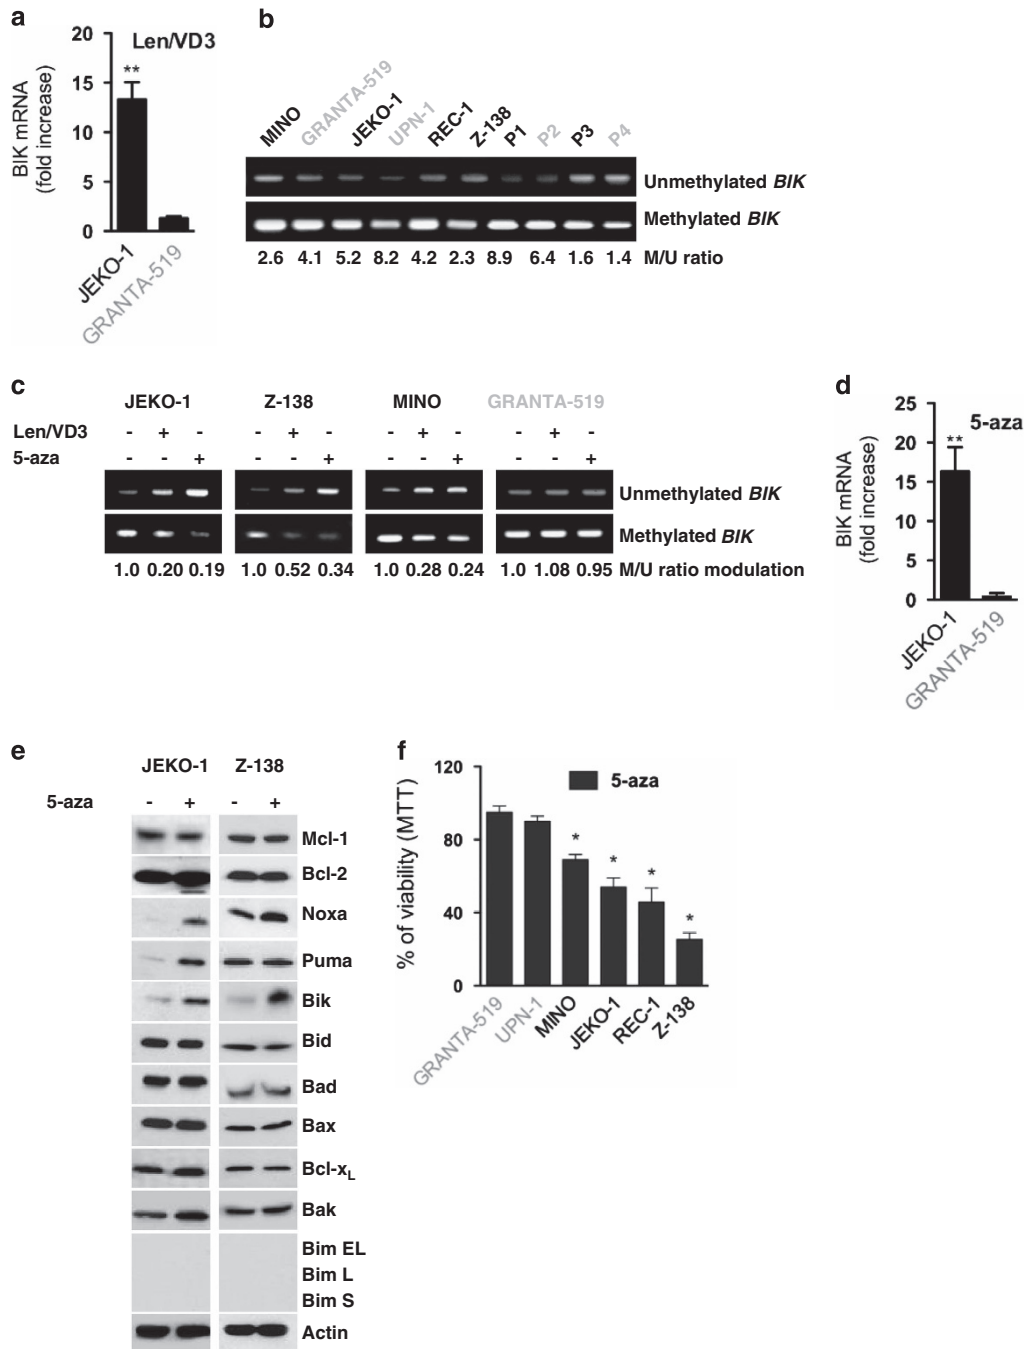 a
BIK mRNA
(fold increase)
20
15
10
5
0
Len/VD3
**
JEKO-1
GRANTA-519
b
MINO
GRANTA-519
JEKO-1
UPN-1
REC-1
Z-138
P1
P2
P3
P4
Unmethylated BIK
Methylated BIK
2.6 4.1 5.2 8.2 4.2 2.3 8.9 6.4 1.6 1.4 M/U ratio
c
JEKO-1 Z-138 MINO GRANTA-519
Len/VD3 - + - - + - - + - - + -
5-aza - - + - - + - - + - - +
Unmethylated BIK
Methylated BIK
1.0 0.20 0.19 1.0 0.52 0.34 1.0 0.28 0.24 1.0 1.08 0.95 M/U ratio modulation
d
BIK mRNA
(fold increase)
25
20
15
10
5
0
5-aza
**
JEKO-1
GRANTA-519
e
JEKO-1 Z-138
5-aza - + - +
Mcl-1
Bcl-2
Noxa
Puma
Bik
Bid
Bad
Bax
Bcl-xL
Bak
Bim EL
Bim L
Bim S
Actin
f
% of viability (MTT)
120
80
40
0
5-aza
* * * *
GRANTA-519
UPN-1
MINO
JEKO-1
REC-1
Z-138